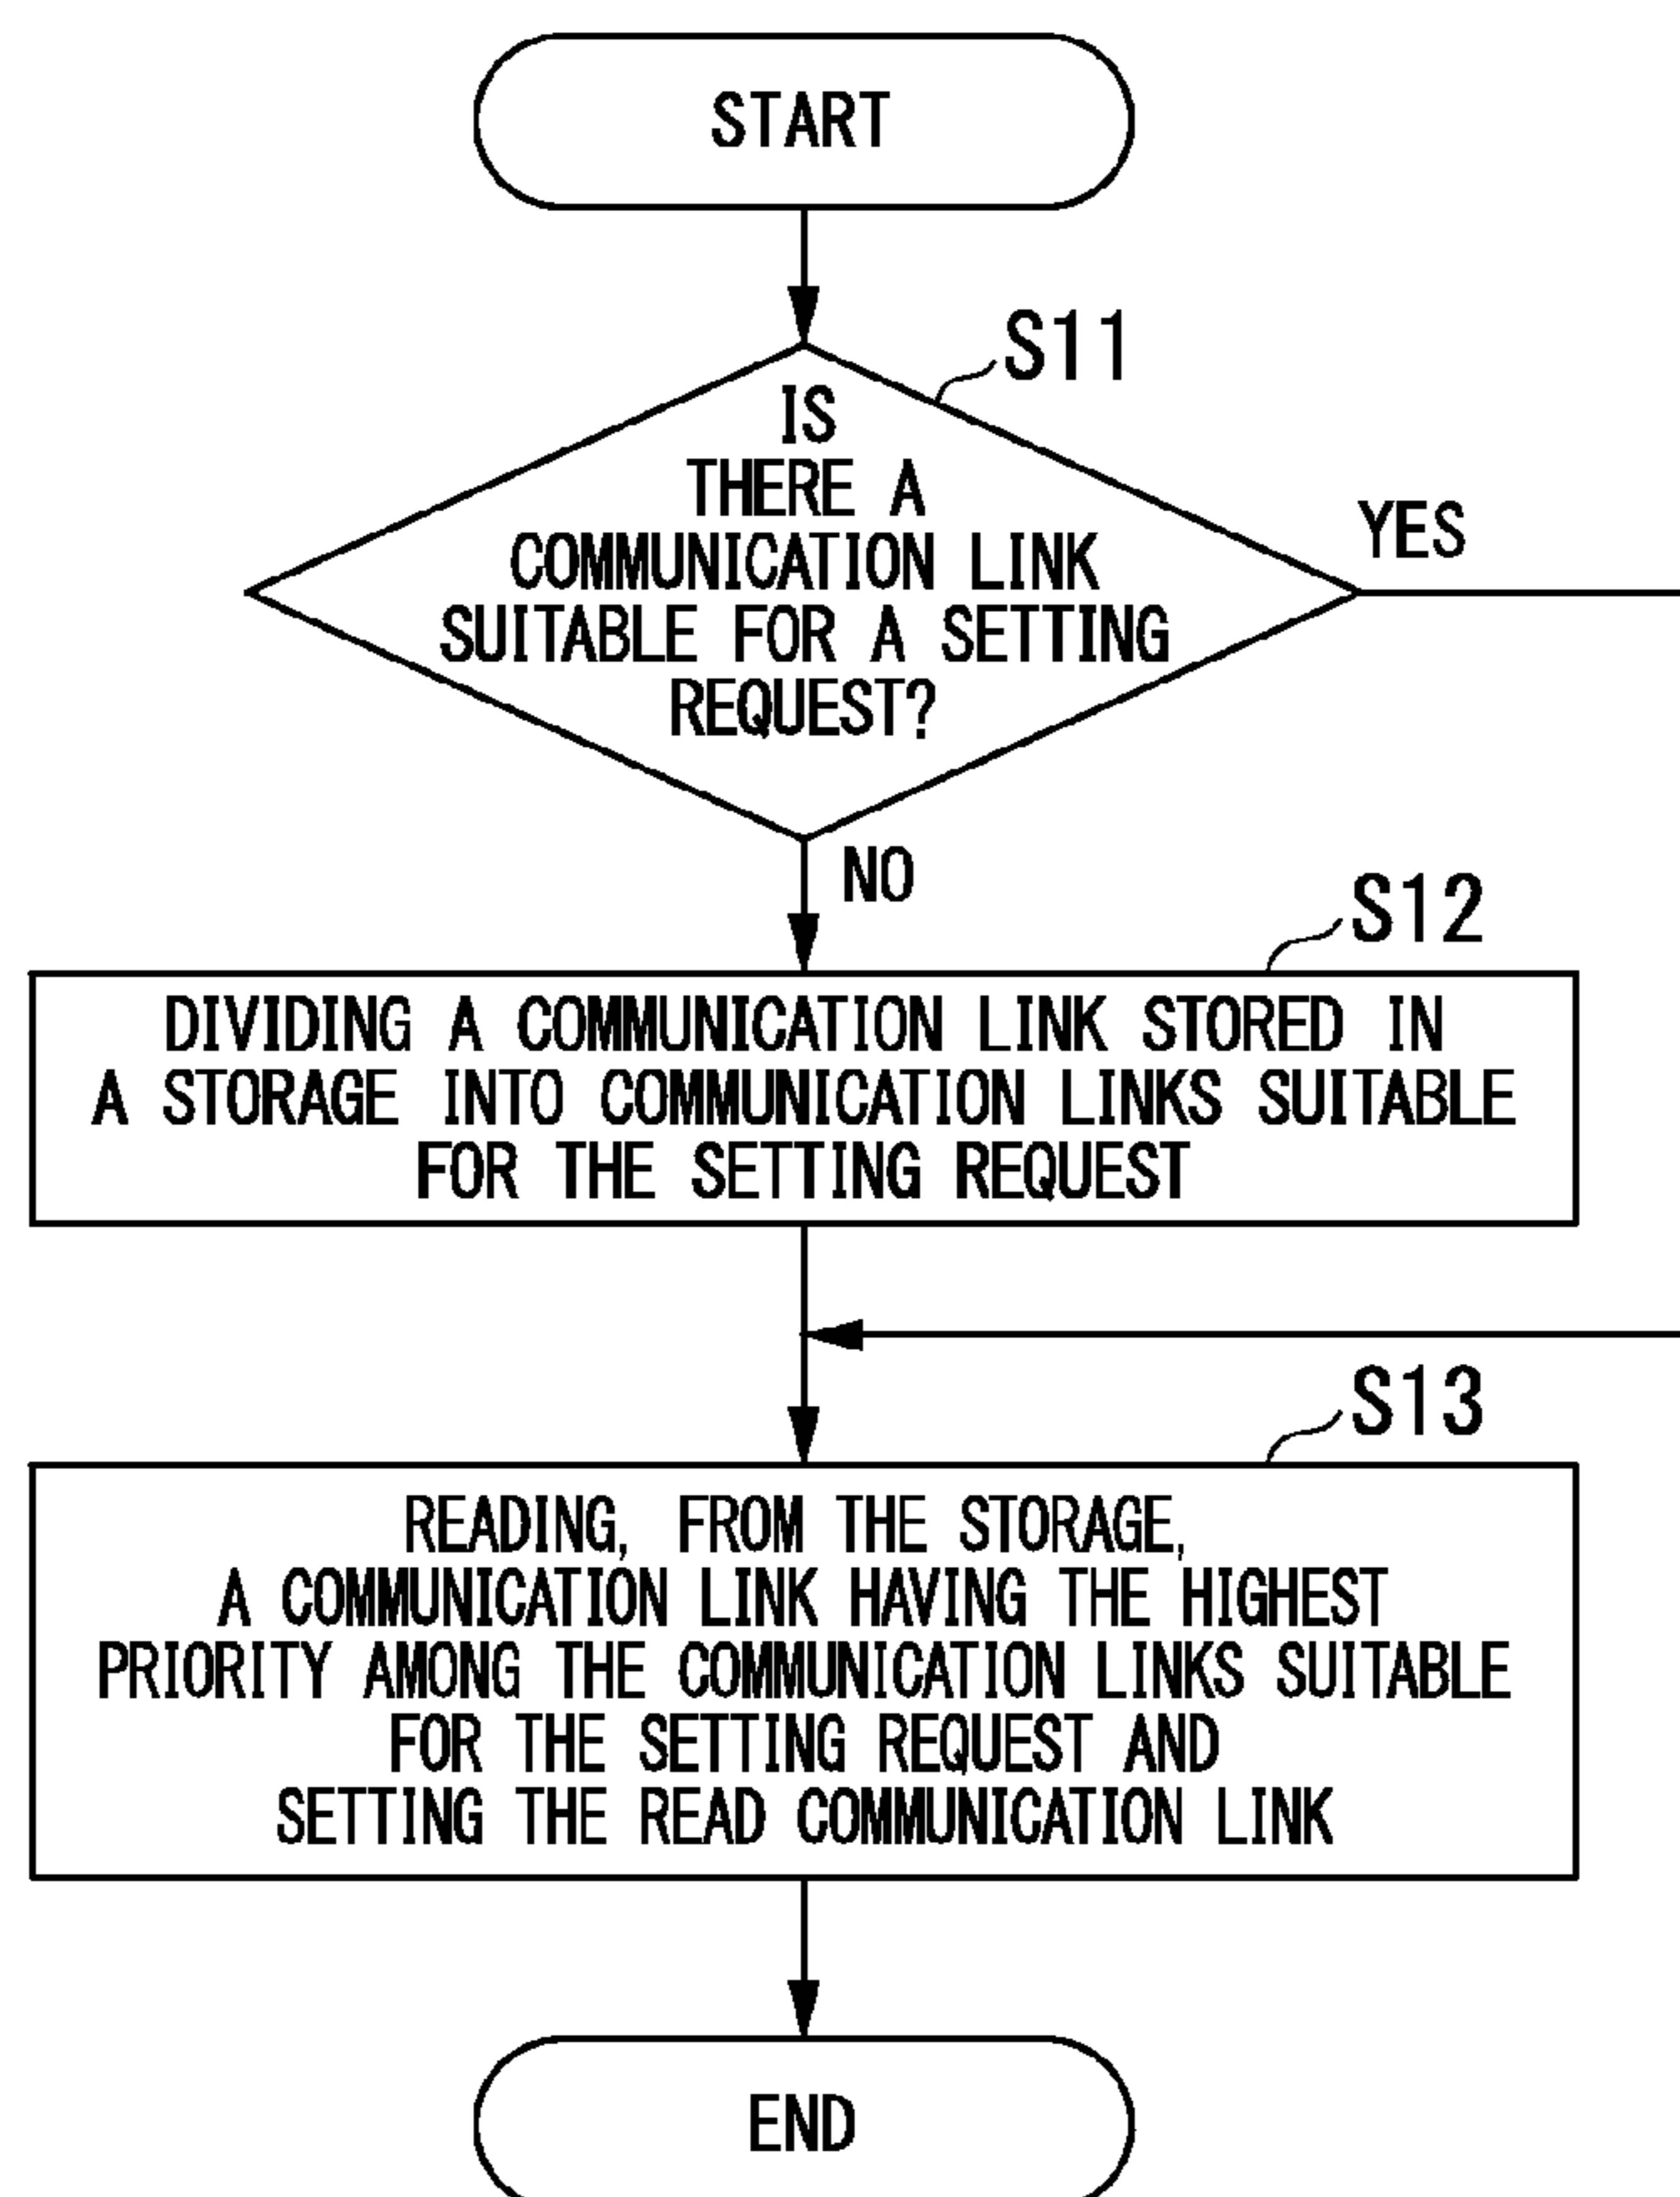 START
S11
IS
THERE A
COMMUNICATION LINK
SUITABLE FOR A SETTING
REQUEST?
YES
NO
S12
DIVIDING A COMMUNICATION LINK STORED IN
A STORAGE INTO COMMUNICATION LINKS SUITABLE
FOR THE SETTING REQUEST
S13
READING, FROM THE STORAGE,
A COMMUNICATION LINK HAVING THE HIGHEST
PRIORITY AMONG THE COMMUNICATION LINKS SUITABLE
FOR THE SETTING REQUEST AND
SETTING THE READ COMMUNICATION LINK
END